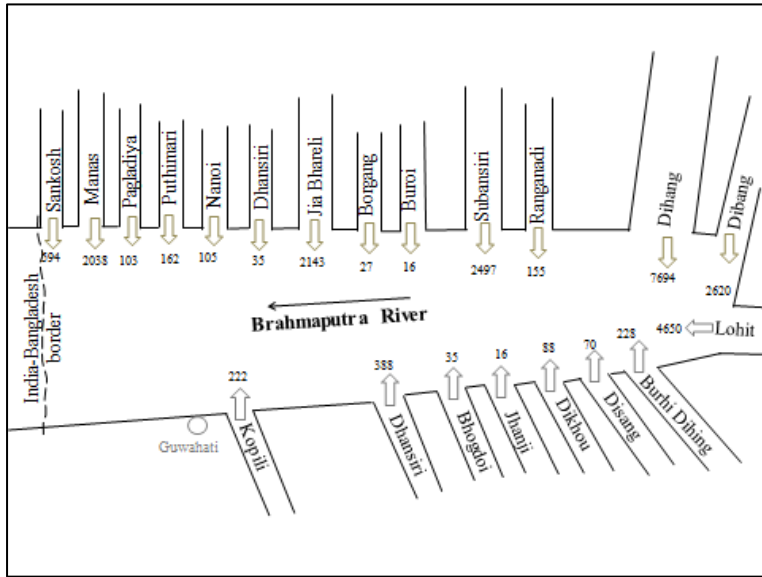 Sankosh
Manas
Pagladiya
Puthimari
Nanoi
Dhansiri
Jia Bhareli
Borgang
Buroi
Subansiri
Ranganadi
Dihang
Dibang
594
2038
103
162
105
35
2143
27
16
2497
155
7694
2620
Brahmaputra River
India-Bangladesh
border
4650
Lohit
222
388
35
16
88
70
228
Guwahati
Kopili
Dhansiri
Bhogdoi
Jhanji
Dikhou
Disang
Burhi Dihing